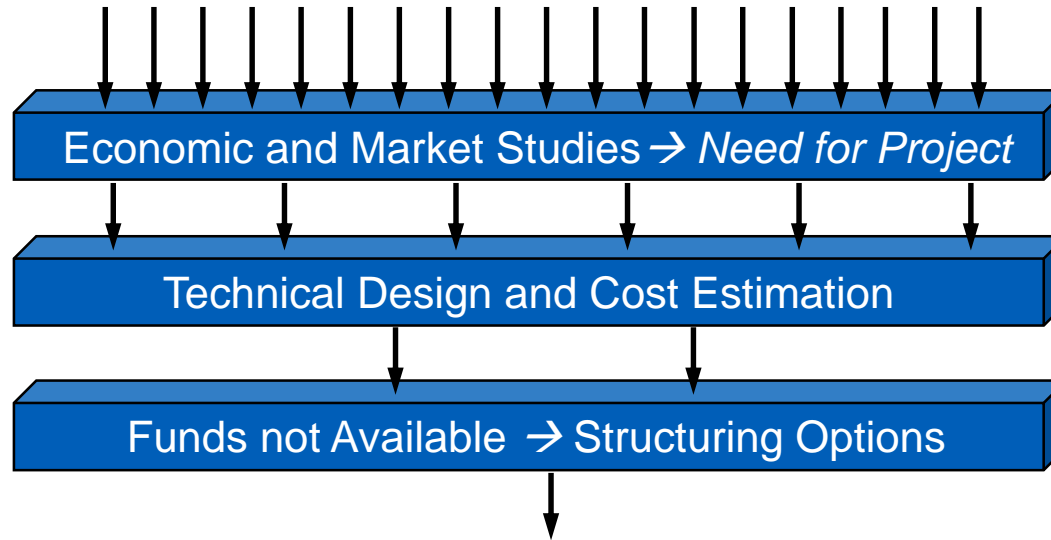 Economic and Market Studies → Need for Project
Technical Design and Cost Estimation
Funds not Available → Structuring Options